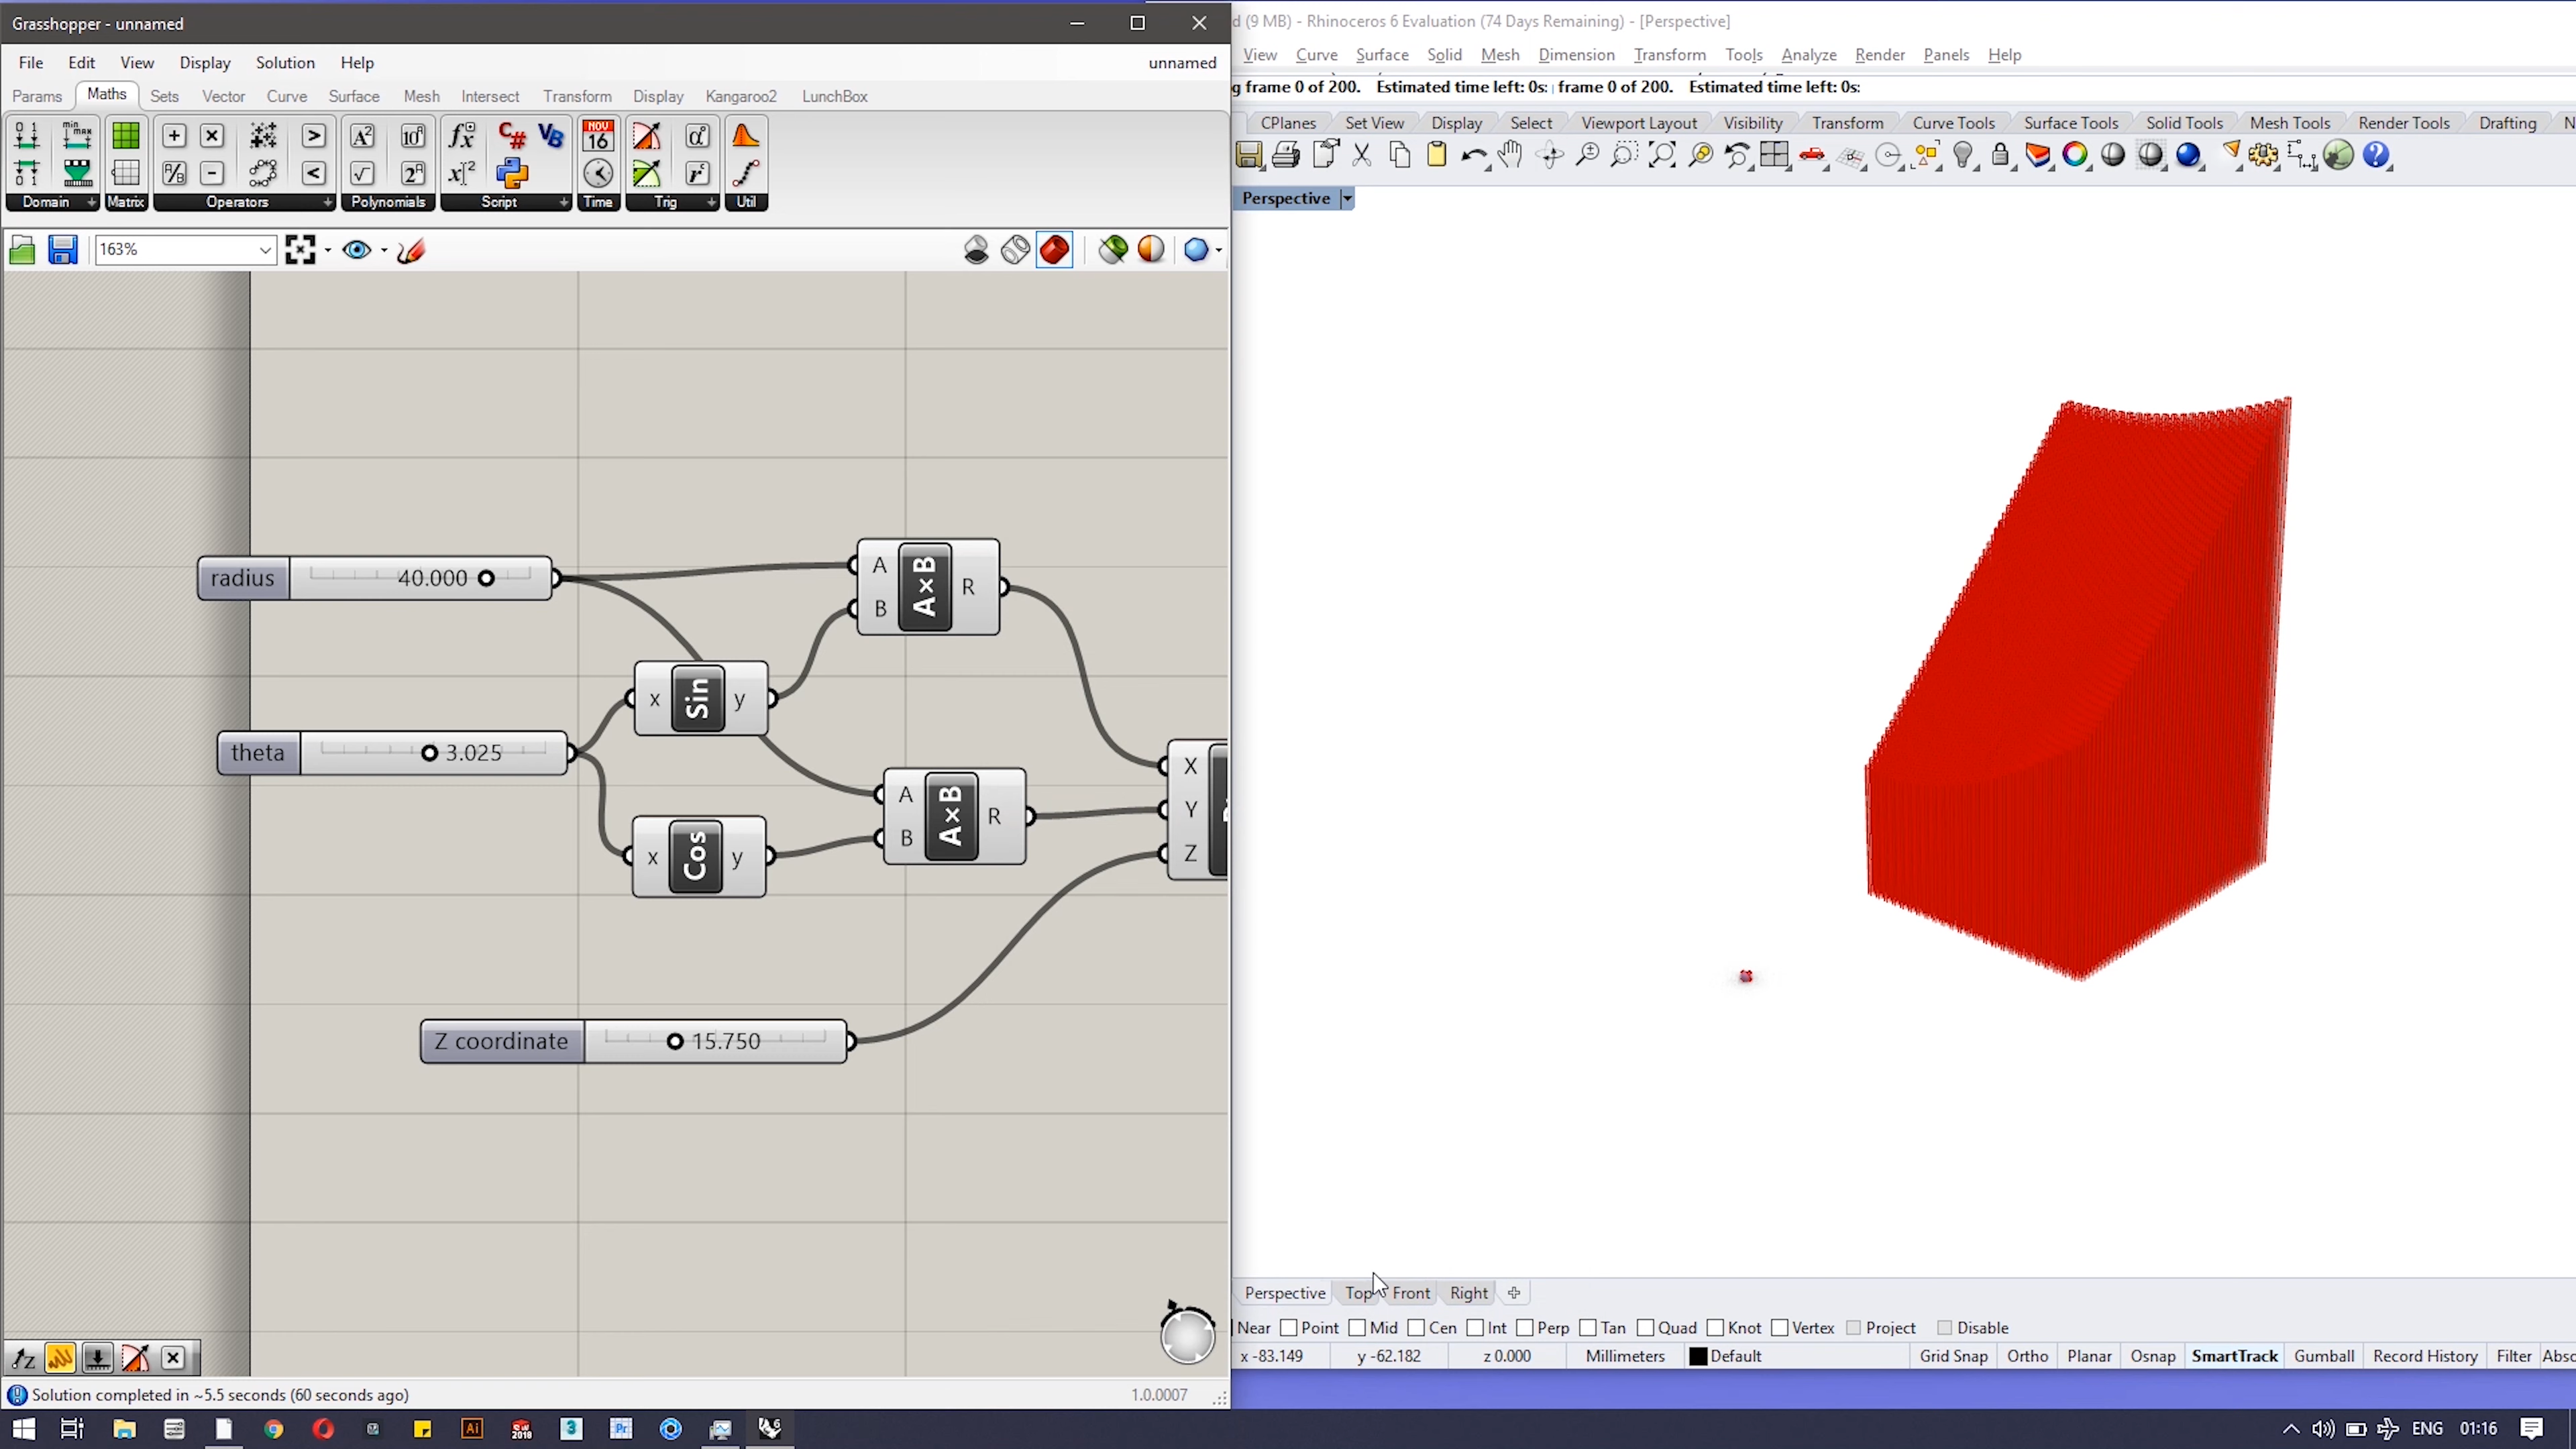 Grasshopper - unnamed
File Edit View Display Solution Help unnamed
Params Maths Sets Vector Curve Surface Mesh Intersect Transform Display Kangaroo2 LunchBox
Domain Matrix Operators Polynomials Script Time Trig Util
163%
radius 40.000
A B A×B R
x Sin y
theta 3.025
A B A×B R
x Cos y
X
Y
Z
Z coordinate 15.750
Solution completed in ~5.5 seconds (60 seconds ago) 1.0.0007
d (9 MB) - Rhinoceros 6 Evaluation (74 Days Remaining) - [Perspective]
View Curve Surface Solid Mesh Dimension Transform Tools Analyze Render Panels Help
g frame 0 of 200. Estimated time left: 0s: frame 0 of 200. Estimated time left: 0s:
CPlanes Set View Display Select Viewport Layout Visibility Transform Curve Tools Surface Tools Solid Tools Mesh Tools Render Tools Drafting N
Perspective
Perspective Top Front Right
Near Point Mid Cen Int Perp Tan Quad Knot Vertex Project Disable
x -83.149 y -62.182 z 0.000 Millimeters Default Grid Snap Ortho Planar Osnap SmartTrack Gumball Record History Filter Abso
ENG 01:16